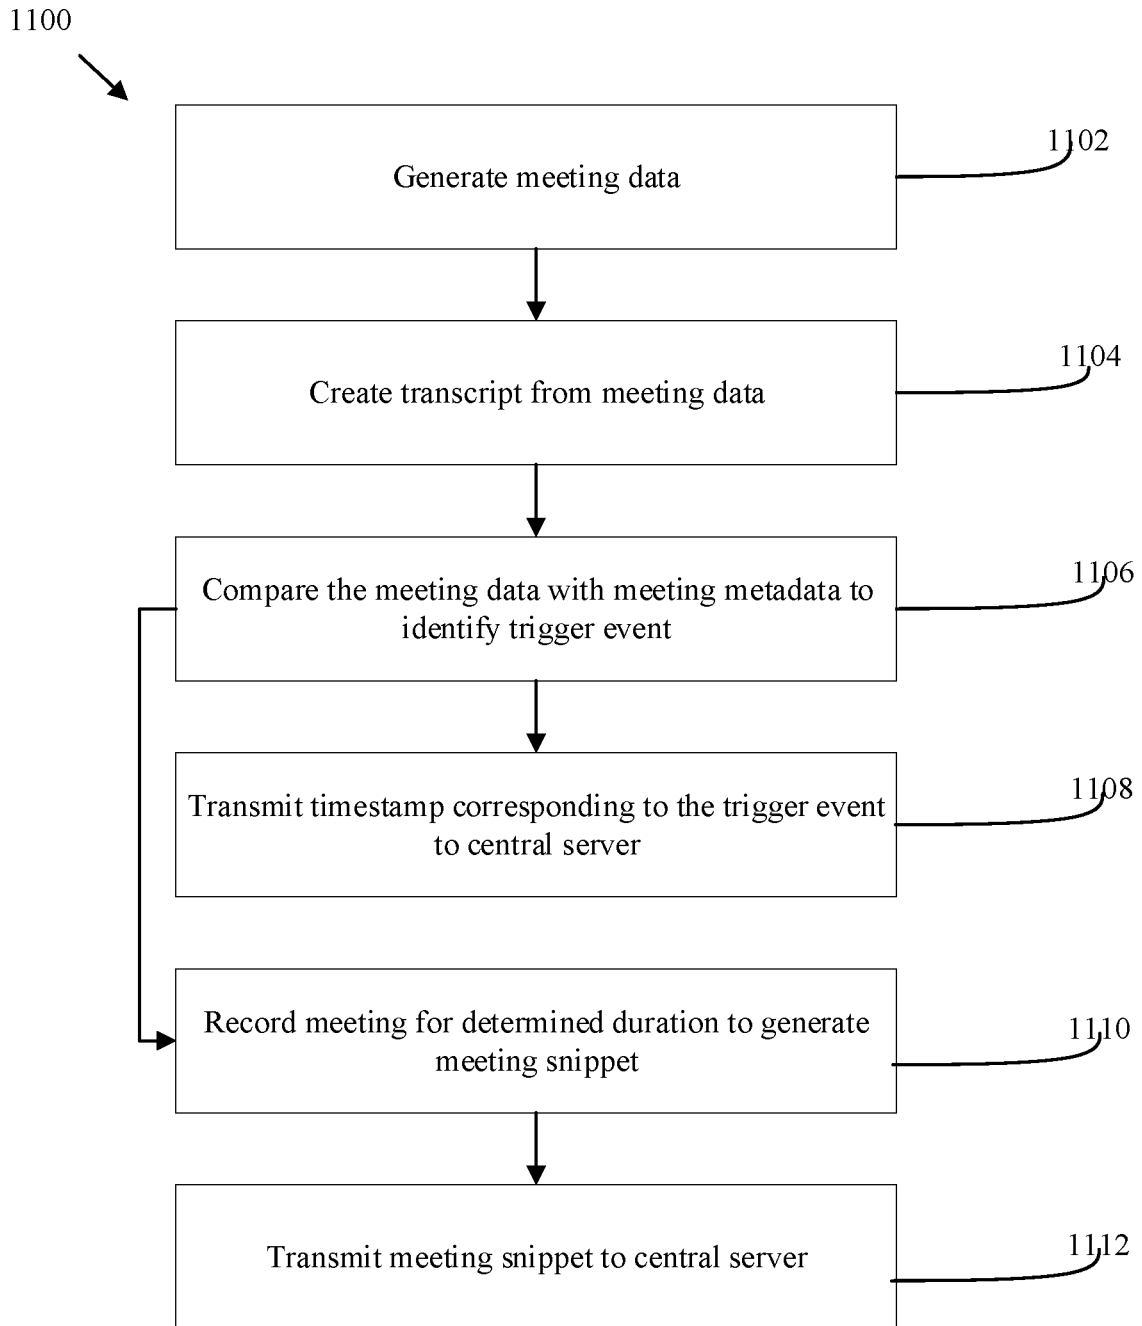 1100
1102
Generate meeting data
1104
Create transcript from meeting data
1106
Compare the meeting data with meeting metadata to
identify trigger event
1108
Transmit timestamp corresponding to the trigger event
to central server
1110
Record meeting for determined duration to generate
meeting snippet
1112
Transmit meeting snippet to central server